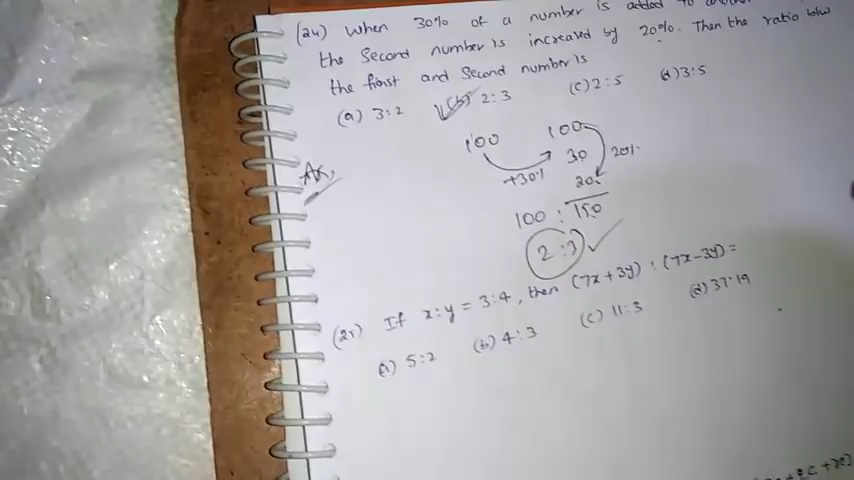 (24) When 30% of a number is added to another
the Second number is increased by 20%. Then the ratio b/w
the first and Second number is
(a) 3:2 (b) 2:3 (c) 2:5 (d) 3:5
100 100
30 20%
+30%
20
100 : 150
2:3
(25) If x:y = 3:4, then (7x+3y) : (7x-3y) =
(a) 5:2 (b) 4:3 (c) 11:3 (d) 37:19